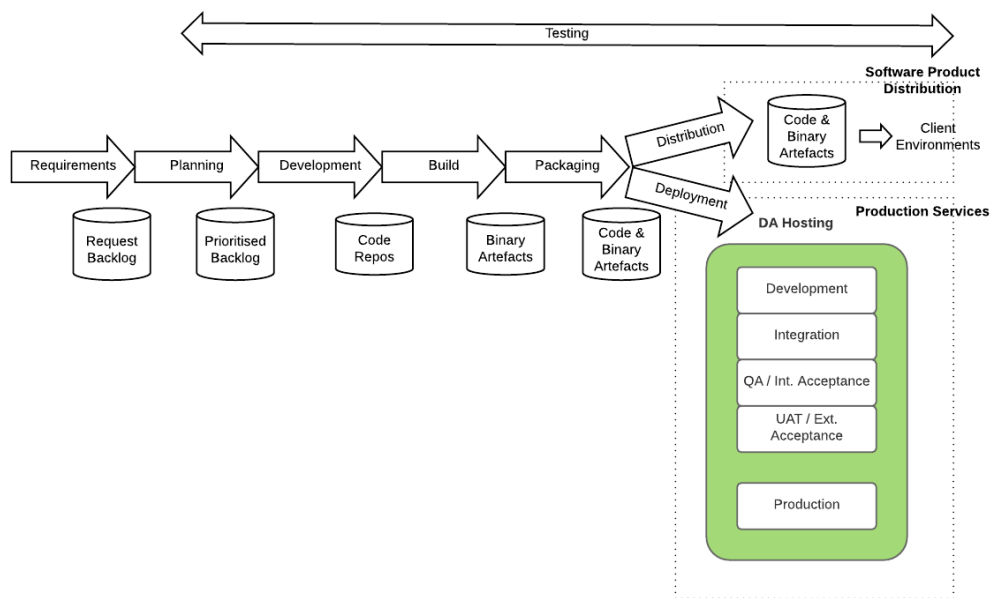 Testing
Software Product
Distribution
Requirements
Planning
Development
Build
Packaging
Distribution
Deployment
Code &
Binary
Artefacts
Client
Environments
Request
Backlog
Prioritised
Backlog
Code
Repos
Binary
Artefacts
Code &
Binary
Artefacts
Production Services
DA Hosting
Development
Integration
QA / Int. Acceptance
UAT / Ext.
Acceptance
Production